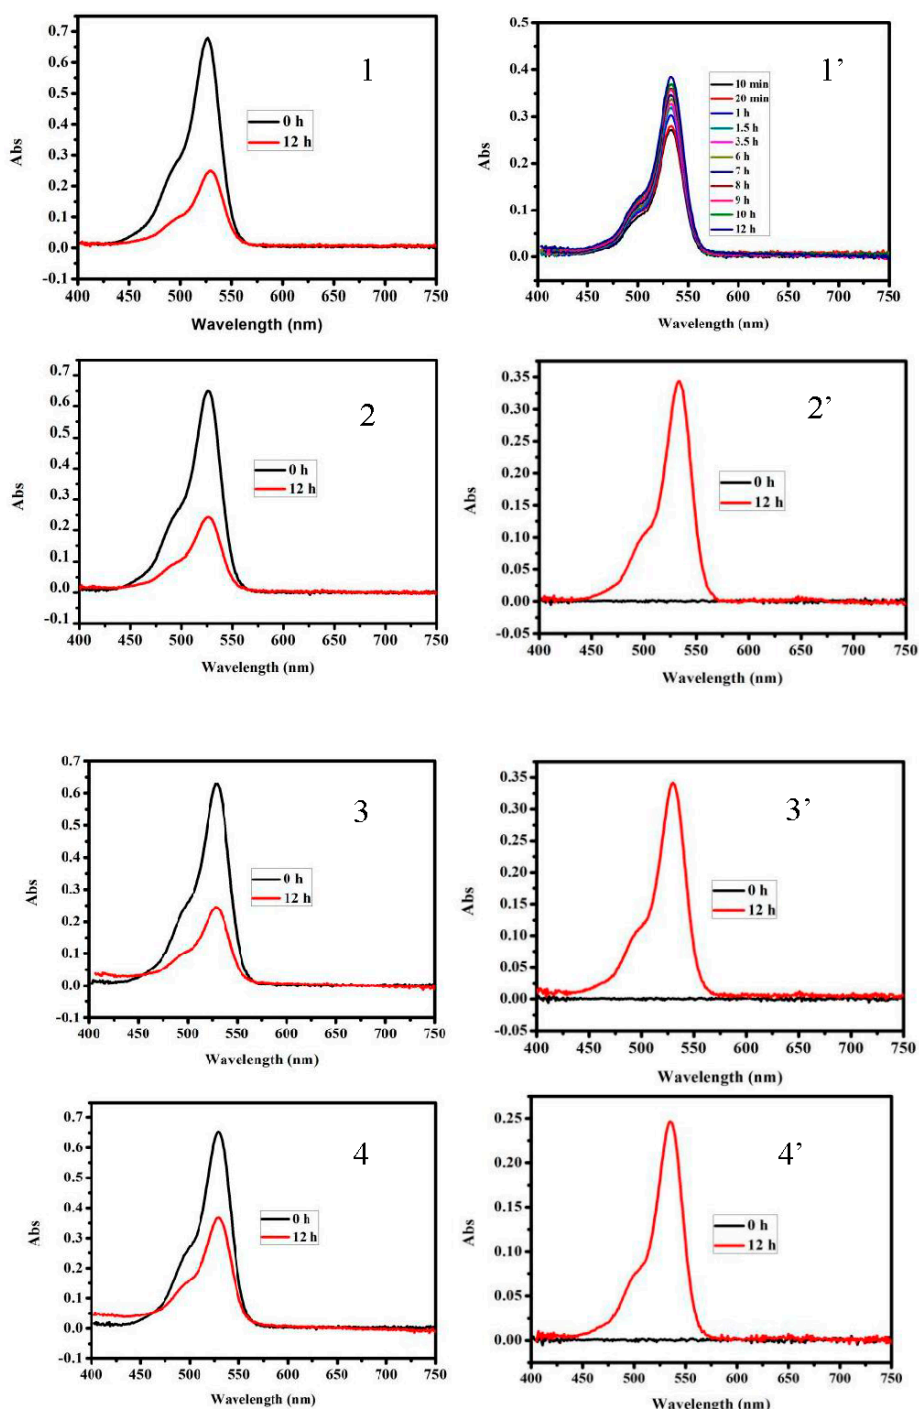 1
Abs
0.7
0.6
0.5
0.4
0.3
0.2
0.1
0.0
-0.1
0 h
12 h
400 450 500 550 600 650 700 750
Wavelength (nm)
1’
Abs
0.5
0.4
0.3
0.2
0.1
0.0
10 min
20 min
1 h
1.5 h
3.5 h
6 h
7 h
8 h
9 h
10 h
12 h
400 450 500 550 600 650 700 750
Wavelength (nm)
2
Abs
0.7
0.6
0.5
0.4
0.3
0.2
0.1
0.0
-0.1
0 h
12 h
400 450 500 550 600 650 700 750
Wavelength (nm)
2’
Abs
0.35
0.30
0.25
0.20
0.15
0.10
0.05
0.00
-0.05
0 h
12 h
400 450 500 550 600 650 700 750
Wavelength (nm)
3
Abs
0.7
0.6
0.5
0.4
0.3
0.2
0.1
0.0
-0.1
0 h
12 h
400 450 500 550 600 650 700 750
Wavelength (nm)
3’
Abs
0.35
0.30
0.25
0.20
0.15
0.10
0.05
0.00
-0.05
0 h
12 h
400 450 500 550 600 650 700 750
Wavelength (nm)
4
Abs
0.7
0.6
0.5
0.4
0.3
0.2
0.1
0.0
-0.1
0 h
12 h
400 450 500 550 600 650 700 750
Wavelength (nm)
4’
Abs
0.25
0.20
0.15
0.10
0.05
0.00
0 h
12 h
400 450 500 550 600 650 700 750
Wavelength (nm)